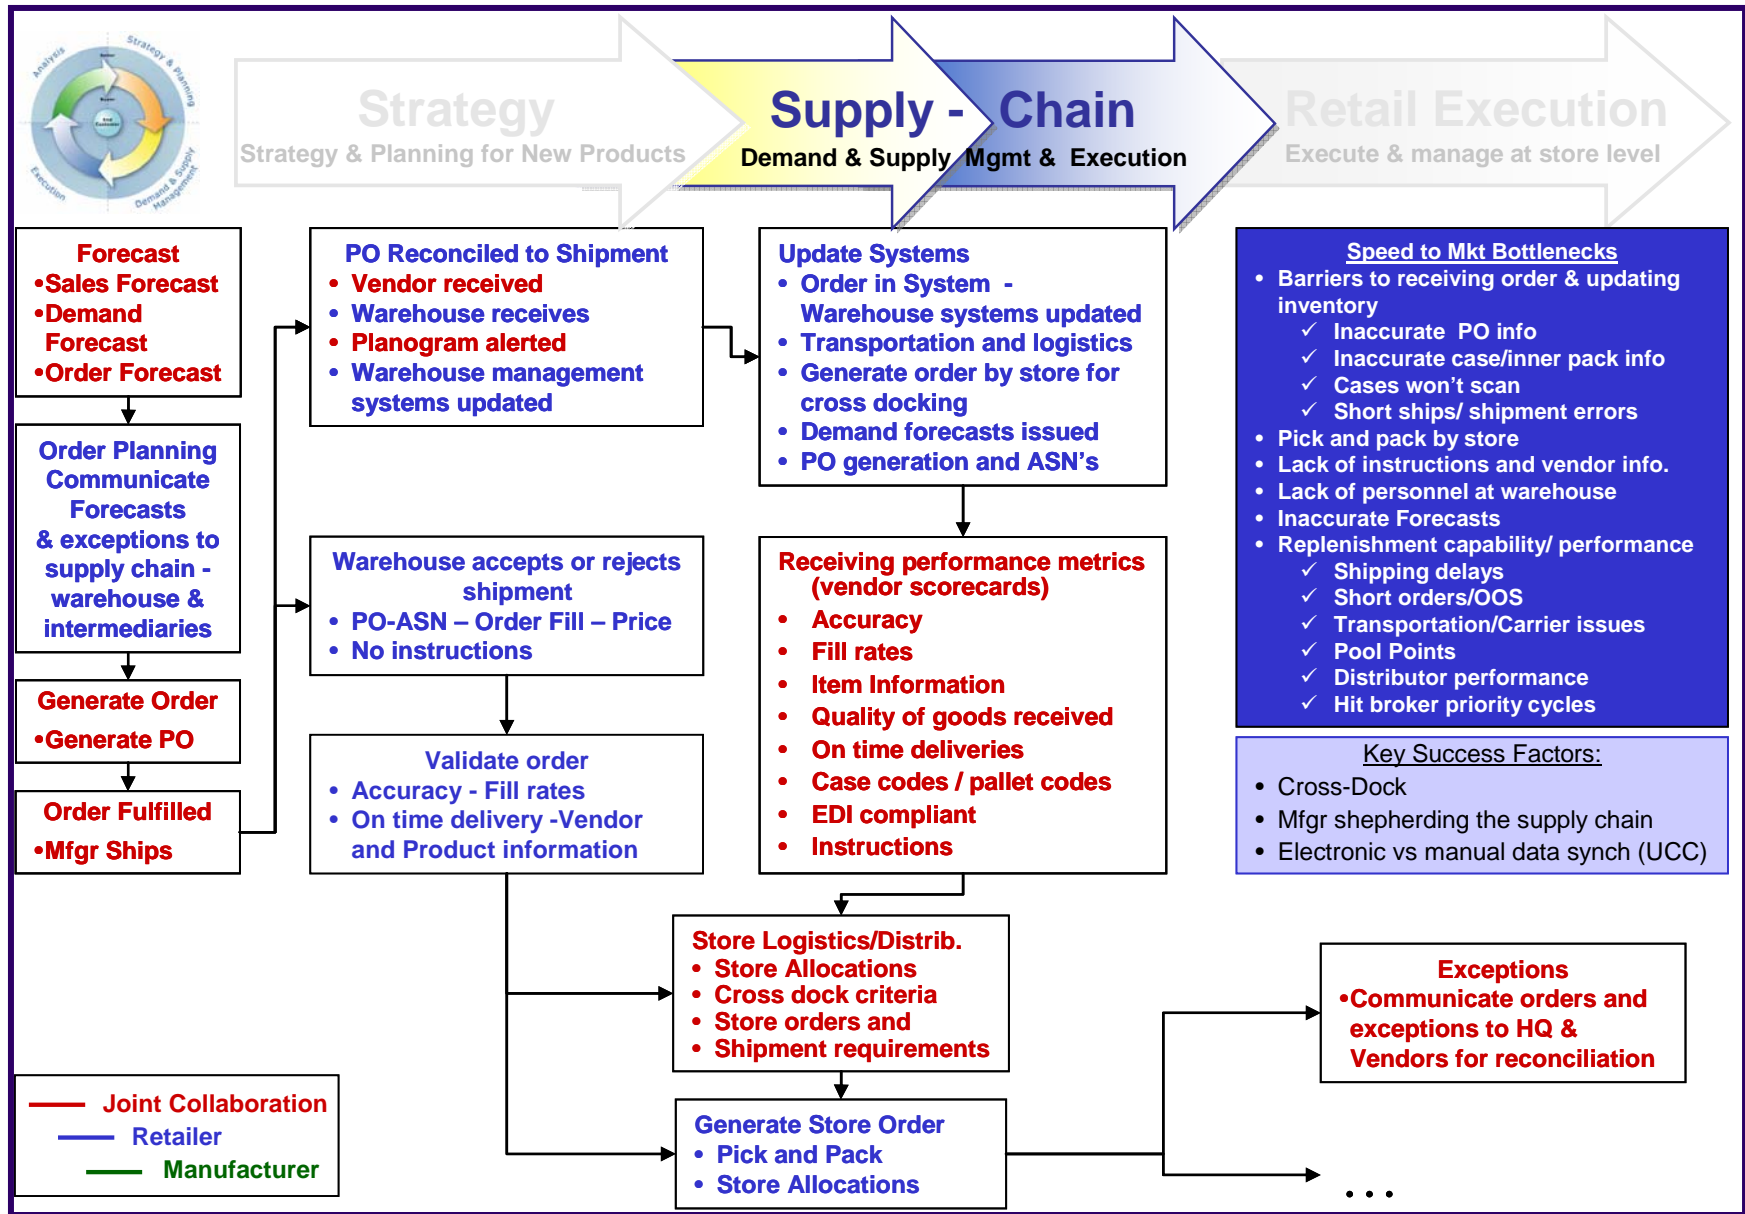 Analysis
Strategy & Planning
Demand & Supply
Management
Execution
Strategy
Strategy & Planning for New Products
Supply - Chain
Demand & Supply Mgmt & Execution
Retail Execution
Execute & manage at store level
Forecast
•Sales Forecast
•Demand
Forecast
•Order Forecast
Order Planning
Communicate
Forecasts
& exceptions to
supply chain -
warehouse &
intermediaries
Generate Order
•Generate PO
Order Fulfilled
•Mfgr Ships
PO Reconciled to Shipment
• Vendor received
• Warehouse receives
• Planogram alerted
• Warehouse management
systems updated
Warehouse accepts or rejects
shipment
• PO-ASN – Order Fill – Price
• No instructions
Validate order
• Accuracy - Fill rates
• On time delivery -Vendor
and Product information
Update Systems
• Order in System -
Warehouse systems updated
• Transportation and logistics
• Generate order by store for
cross docking
• Demand forecasts issued
• PO generation and ASN's
Receiving performance metrics
(vendor scorecards)
• Accuracy
• Fill rates
• Item Information
• Quality of goods received
• On time deliveries
• Case codes / pallet codes
• EDI compliant
• Instructions
Store Logistics/Distrib.
• Store Allocations
• Cross dock criteria
• Store orders and
• Shipment requirements
Generate Store Order
• Pick and Pack
• Store Allocations
Speed to Mkt Bottlenecks
• Barriers to receiving order & updating
inventory
✓ Inaccurate PO info
✓ Inaccurate case/inner pack info
✓ Cases won't scan
✓ Short ships/ shipment errors
• Pick and pack by store
• Lack of instructions and vendor info.
• Lack of personnel at warehouse
• Inaccurate Forecasts
• Replenishment capability/ performance
✓ Shipping delays
✓ Short orders/OOS
✓ Transportation/Carrier issues
✓ Pool Points
✓ Distributor performance
✓ Hit broker priority cycles
Key Success Factors:
• Cross-Dock
• Mfgr shepherding the supply chain
• Electronic vs manual data synch (UCC)
Exceptions
•Communicate orders and
exceptions to HQ &
Vendors for reconciliation
. . .
Joint Collaboration
Retailer
Manufacturer